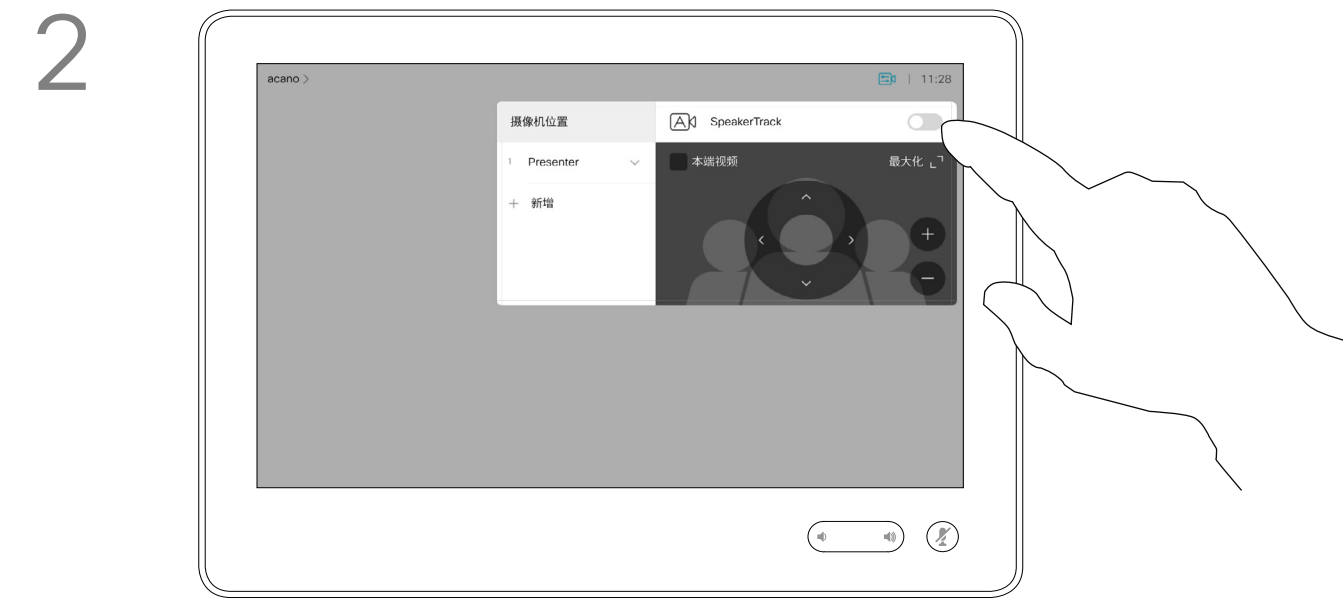 2
acano >
11:28
摄像机位置
A SpeakerTrack
1 Presenter
本端视频
最大化
+ 新增